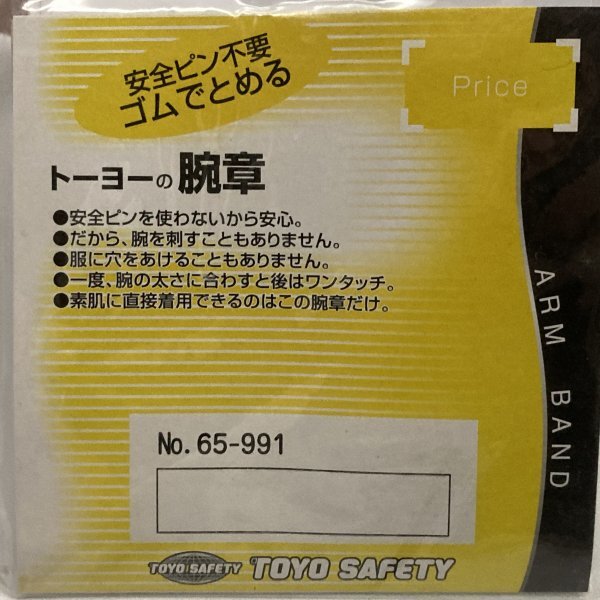 安全ピン不要
ゴムでとめる
Price
トーヨーの腕章
●安全ピンを使わないから安心。
●だから、腕を刺すこともありません。
●服に穴をあけることもありません。
●一度、腕の太さに合わすと後はワンタッチ。
●素肌に直接着用できるのはこの腕章だけ。
ARM BAND
No. 65-991
TOYO SAFETY TOYO SAFETY